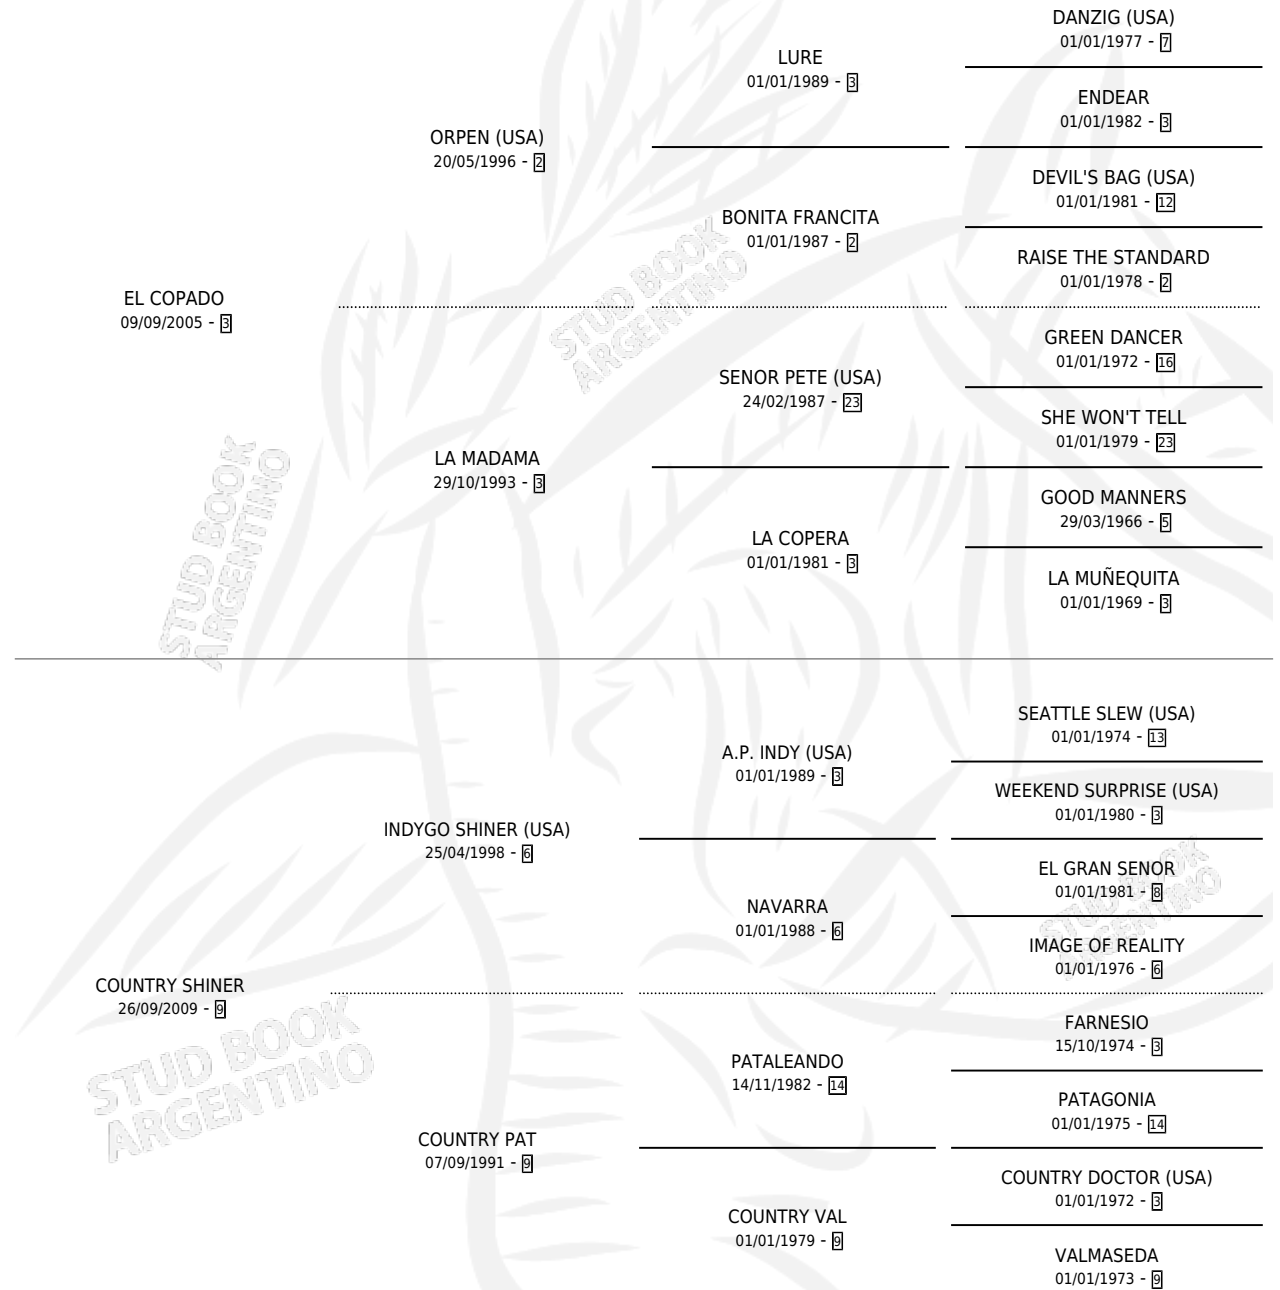 DANZIG (USA)
01/01/1977 - 7
LURE
01/01/1989 - 3
ENDEAR
01/01/1982 - 3
ORPEN (USA)
20/05/1996 - 2
DEVIL'S BAG (USA)
01/01/1981 - 12
BONITA FRANCITA
01/01/1987 - 2
RAISE THE STANDARD
01/01/1978 - 2
EL COPADO
09/09/2005 - 3
GREEN DANCER
01/01/1972 - 16
SENOR PETE (USA)
24/02/1987 - 23
SHE WON'T TELL
01/01/1979 - 23
LA MADAMA
29/10/1993 - 3
GOOD MANNERS
29/03/1966 - 5
LA COPERA
01/01/1981 - 3
LA MUÑEQUITA
01/01/1969 - 3
SEATTLE SLEW (USA)
01/01/1974 - 13
A.P. INDY (USA)
01/01/1989 - 3
WEEKEND SURPRISE (USA)
01/01/1980 - 3
INDYGO SHINER (USA)
25/04/1998 - 6
EL GRAN SENOR
01/01/1981 - 8
NAVARRA
01/01/1988 - 6
IMAGE OF REALITY
01/01/1976 - 6
COUNTRY SHINER
26/09/2009 - 9
FARNESIO
15/10/1974 - 3
PATALEANDO
14/11/1982 - 14
PATAGONIA
01/01/1975 - 14
COUNTRY PAT
07/09/1991 - 9
COUNTRY DOCTOR (USA)
01/01/1972 - 3
COUNTRY VAL
01/01/1979 - 9
VALMASEDA
01/01/1973 - 9
STUD BOOK
ARGENTINO
STUD BOOK
ARGENTINO
STUD BOOK
ARGENTINO
STUD BOOK
ARGENTINO